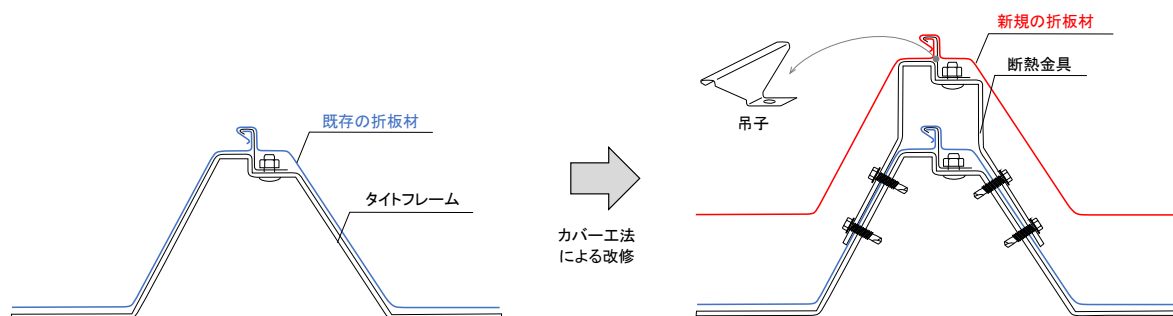 既存の折板材
タイトフレーム
カバー工法
による改修
吊子
新規の折板材
断熱金具